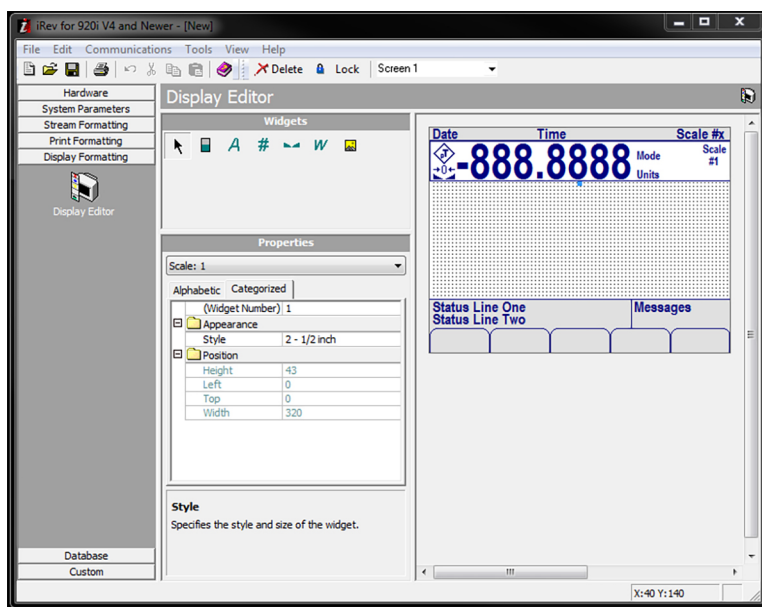 iRev for 920i V4 and Newer - [New]
File Edit Communications Tools View Help
Delete Lock Screen 1
Hardware
System Parameters
Stream Formatting
Print Formatting
Display Formatting
Display Editor
Database
Custom
Display Editor
Widgets
A # W
Properties
Scale: 1
Alphabetic Categorized
(Widget Number) 1
Appearance
Style 2 - 1/2 inch
Position
Height 43
Left 0
Top 0
Width 320
Style
Specifies the style and size of the widget.
Date Time Scale #x
-888.8888 Mode Scale
Units #1
Status Line One Messages
Status Line Two
X:40 Y:140